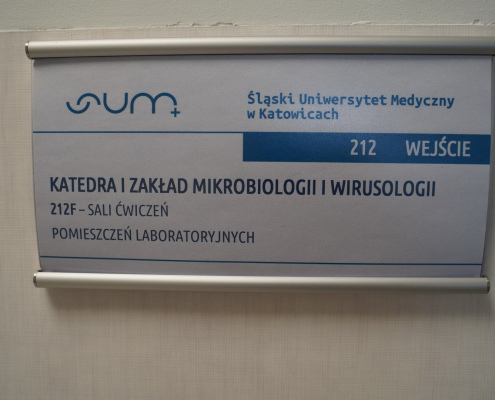 sum
Śląski Uniwersytet Medyczny
w Katowicach
212 WEJŚCIE
KATEDRA I ZAKŁAD MIKROBIOLOGII I WIRUSOLOGII
212F – SALI ĆWICZEŃ
POMIESZCZEŃ LABORATORYJNYCH